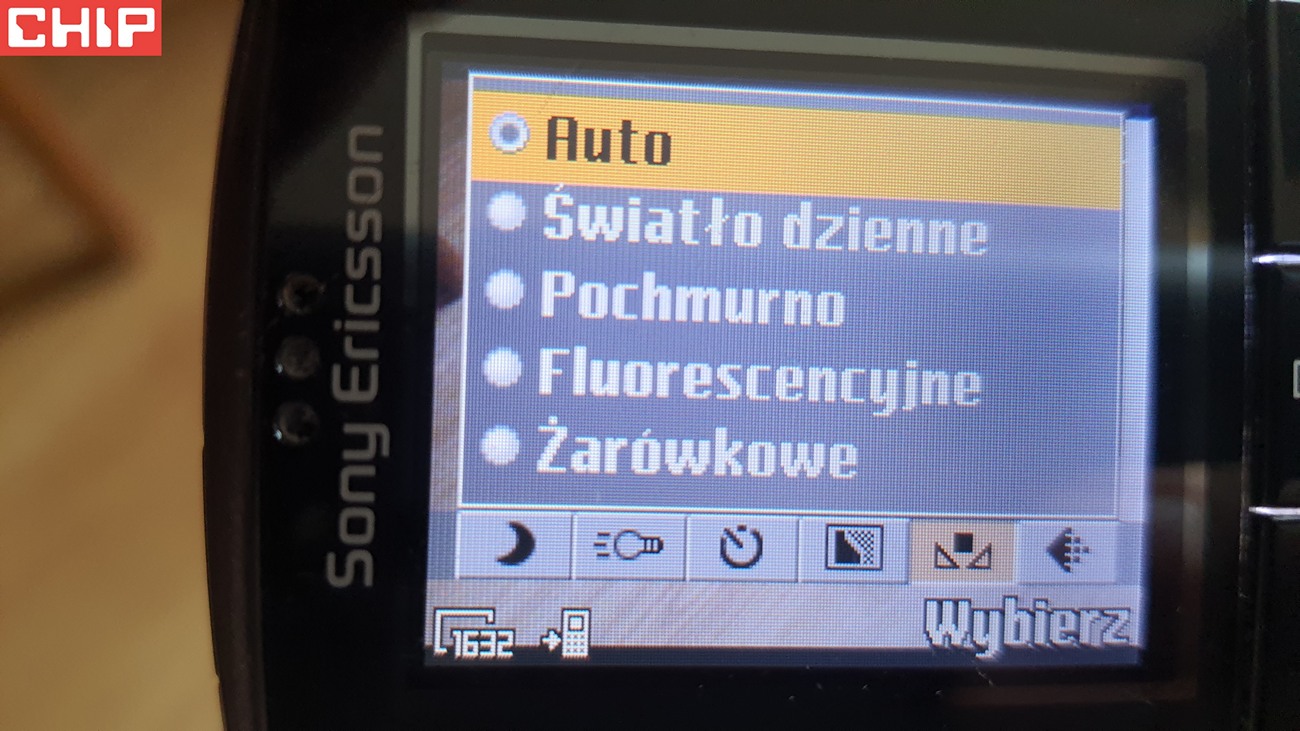 CHIP
Sony Ericsson
Auto
Światło dzienne
Pochmurno
Fluorescencyjne
Żarówkowe
1632
Wybierz